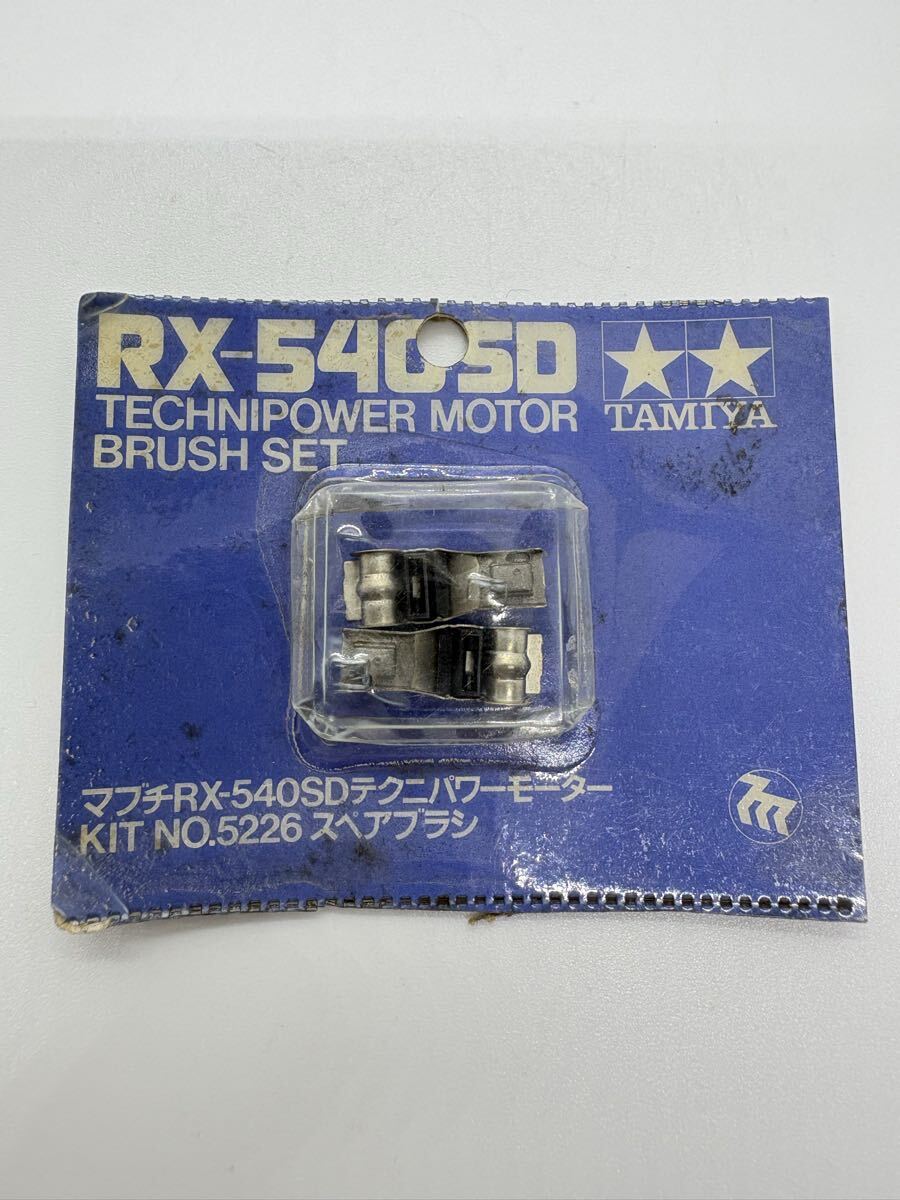 RX-540SD
TECHNIPOWER MOTOR
BRUSH SET
TAMIYA
マブチRX-540SDテクニパワーモーター
KIT NO.5226 スペアブラシ